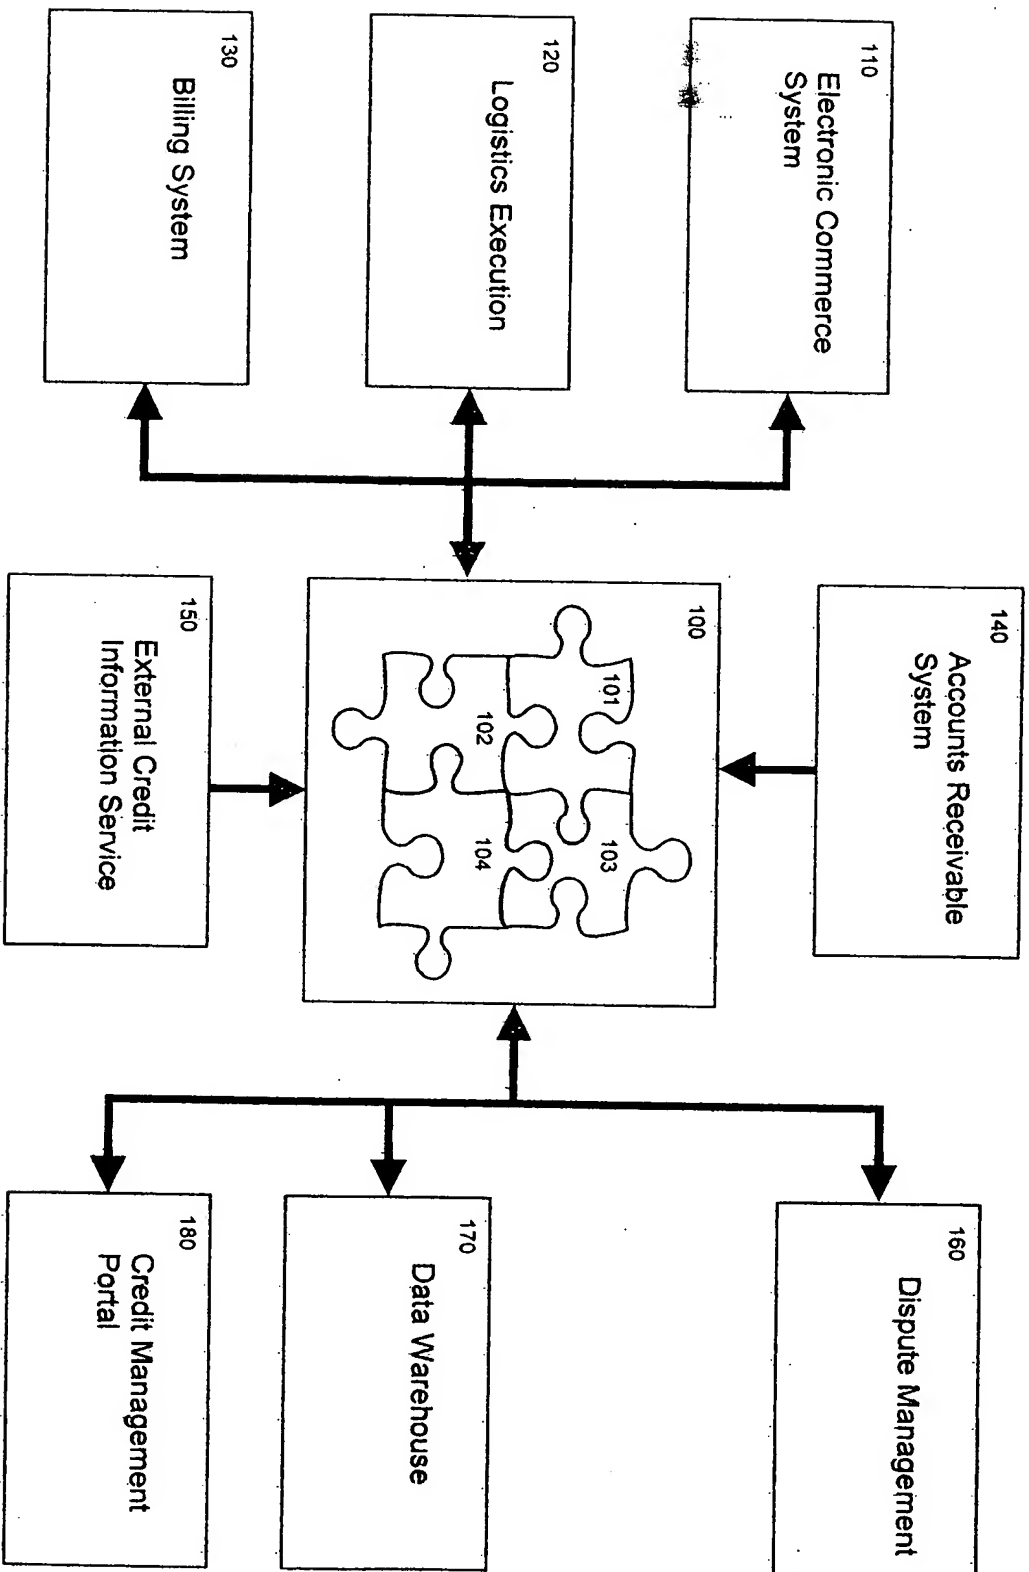 110
Electronic Commerce
System
120
Logistics Execution
130
Billing System
140
Accounts Receivable
System
100
101
102
103
104
150
External Credit
Information Service
160
Dispute Management
170
Data Warehouse
180
Credit Management
Portal